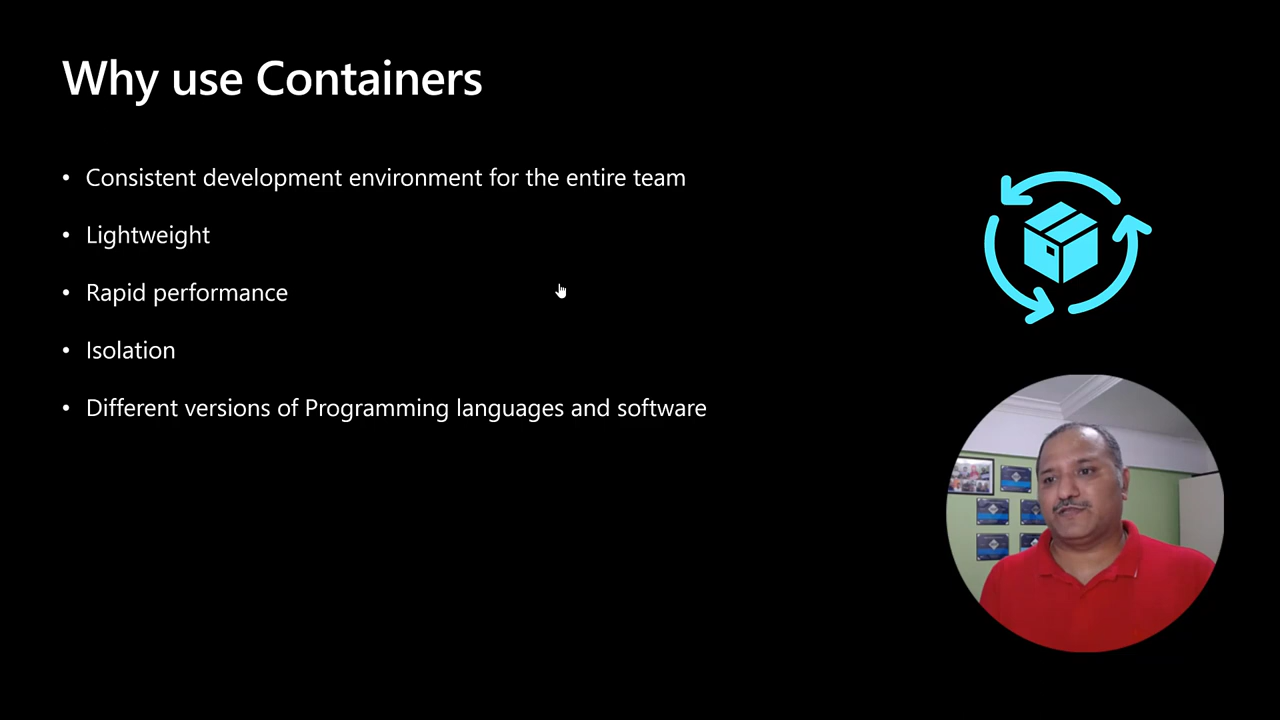 Why use Containers
• Consistent development environment for the entire team
• Lightweight
• Rapid performance
• Isolation
• Different versions of Programming languages and software